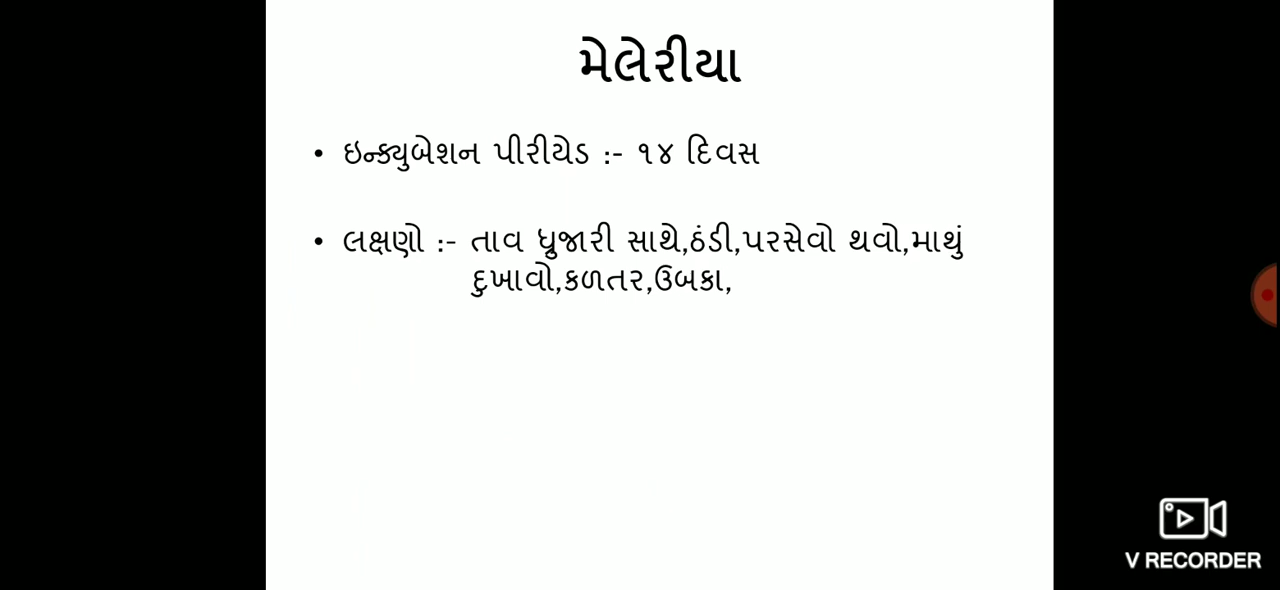 મેલેરીયા
• ઇન્ક્યુબેશન પીરીયેડ :- ૧૪ દિવસ
• લક્ષણો :- તાવ ધ્રુજારી સાથે,ઠંડી,પરસેવો થવો,માથું
દુખાવો,કળતર,ઉબકા,
V RECORDER